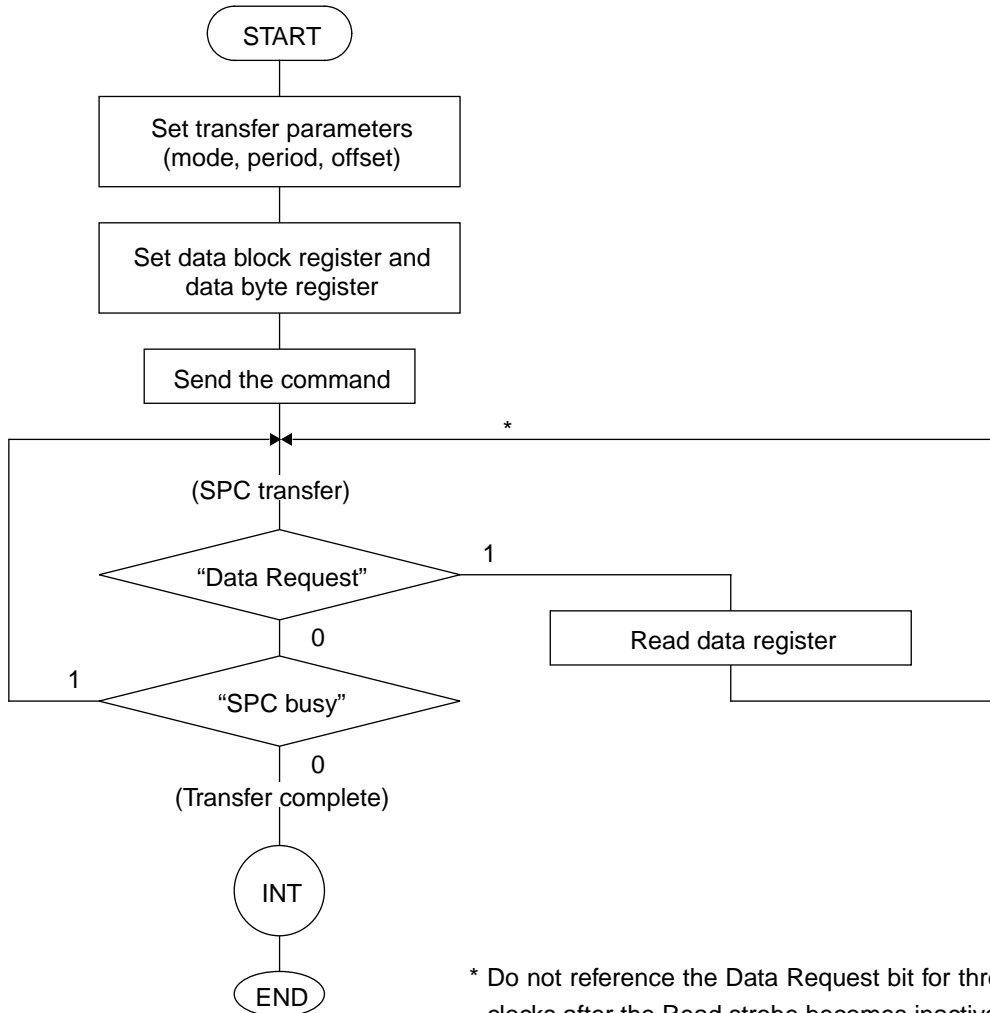 START
Set transfer parameters
(mode, period, offset)
Set data block register and
data byte register
Send the command
*
(SPC transfer)
“Data Request”
1
0
Read data register
1
“SPC busy”
0
(Transfer complete)
INT
END
* Do not reference the Data Request bit for
clocks after the Read strobe becomes inactive